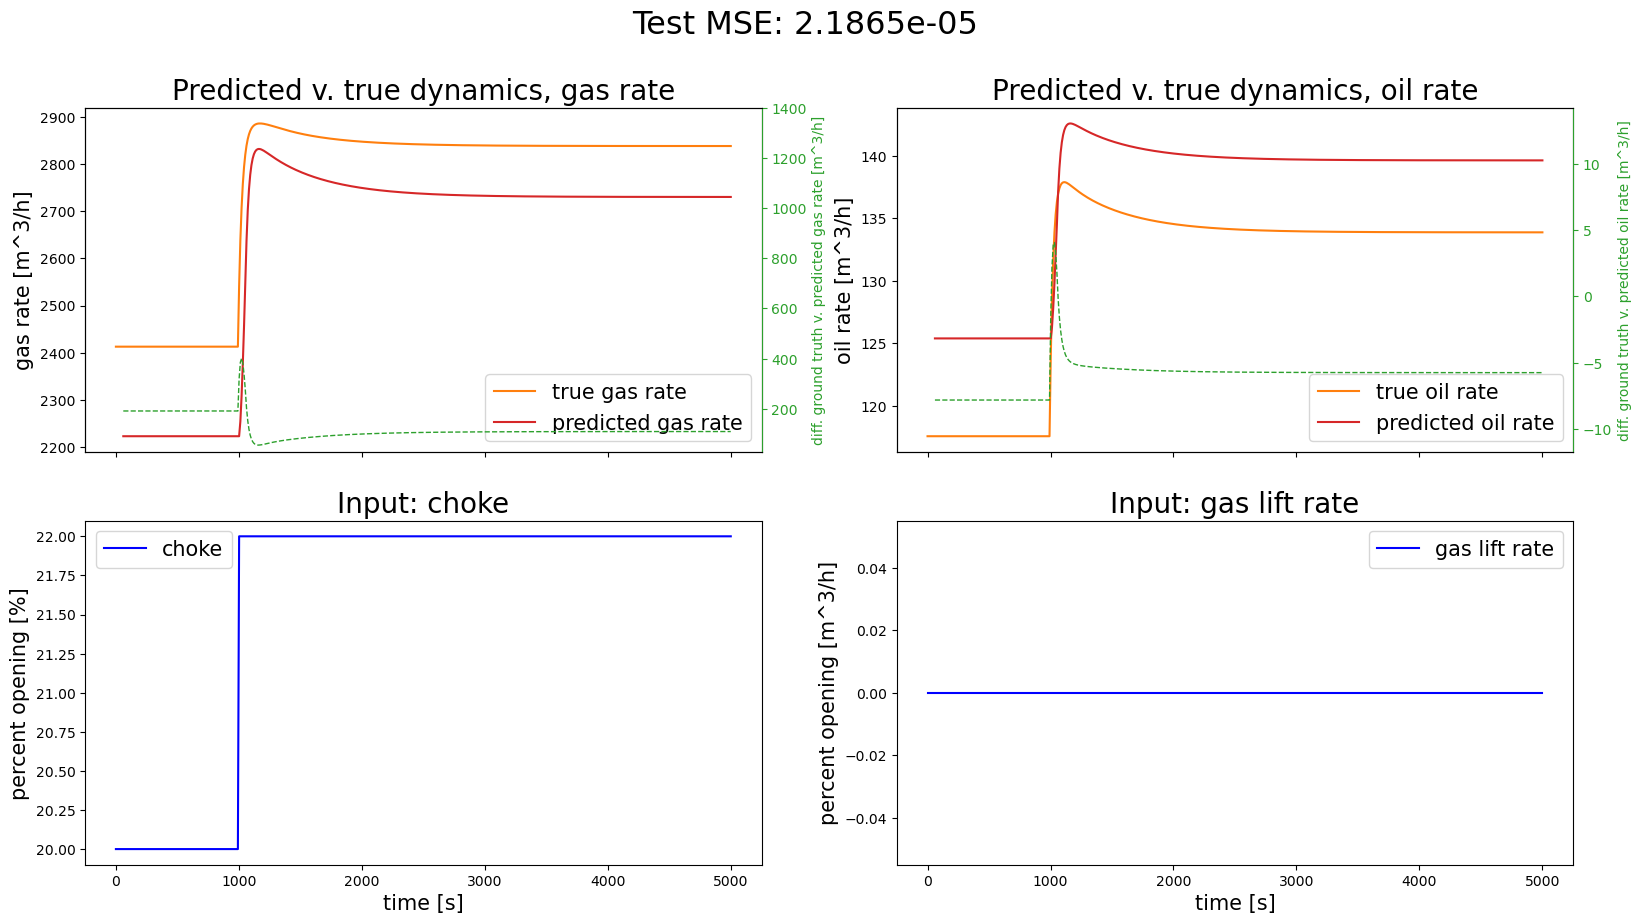 Test MSE: 2.1865e-05
Predicted v. true dynamics, gas rate
gas rate [m^3/h]
2900
2800
2700
2600
2500
2400
2300
2200
true gas rate
predicted gas rate
1400
1200
1000
800
600
400
200
diff. ground truth v. predicted gas rate [m^3/h]
Predicted v. true dynamics, oil rate
oil rate [m^3/h]
140
135
130
125
120
true oil rate
predicted oil rate
10
5
0
−5
−10
diff. ground truth v. predicted oil rate [m^3/h]
Input: choke
percent opening [%]
22.00
21.75
21.50
21.25
21.00
20.75
20.50
20.25
20.00
choke
0
1000
2000
3000
4000
5000
time [s]
Input: gas lift rate
percent opening [m^3/h]
0.04
0.02
0.00
−0.02
−0.04
gas lift rate
0
1000
2000
3000
4000
5000
time [s]